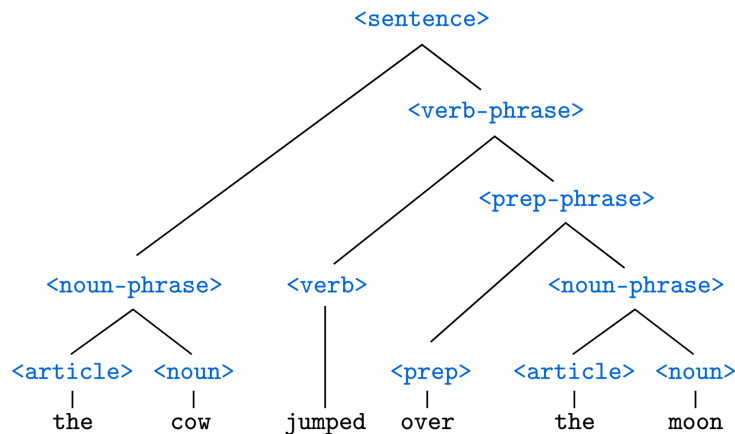 <sentence>
<verb-phrase>
<prep-phrase>
<noun-phrase> <verb> <noun-phrase>
<article> <noun> <prep> <article> <noun>
the cow jumped over the moon